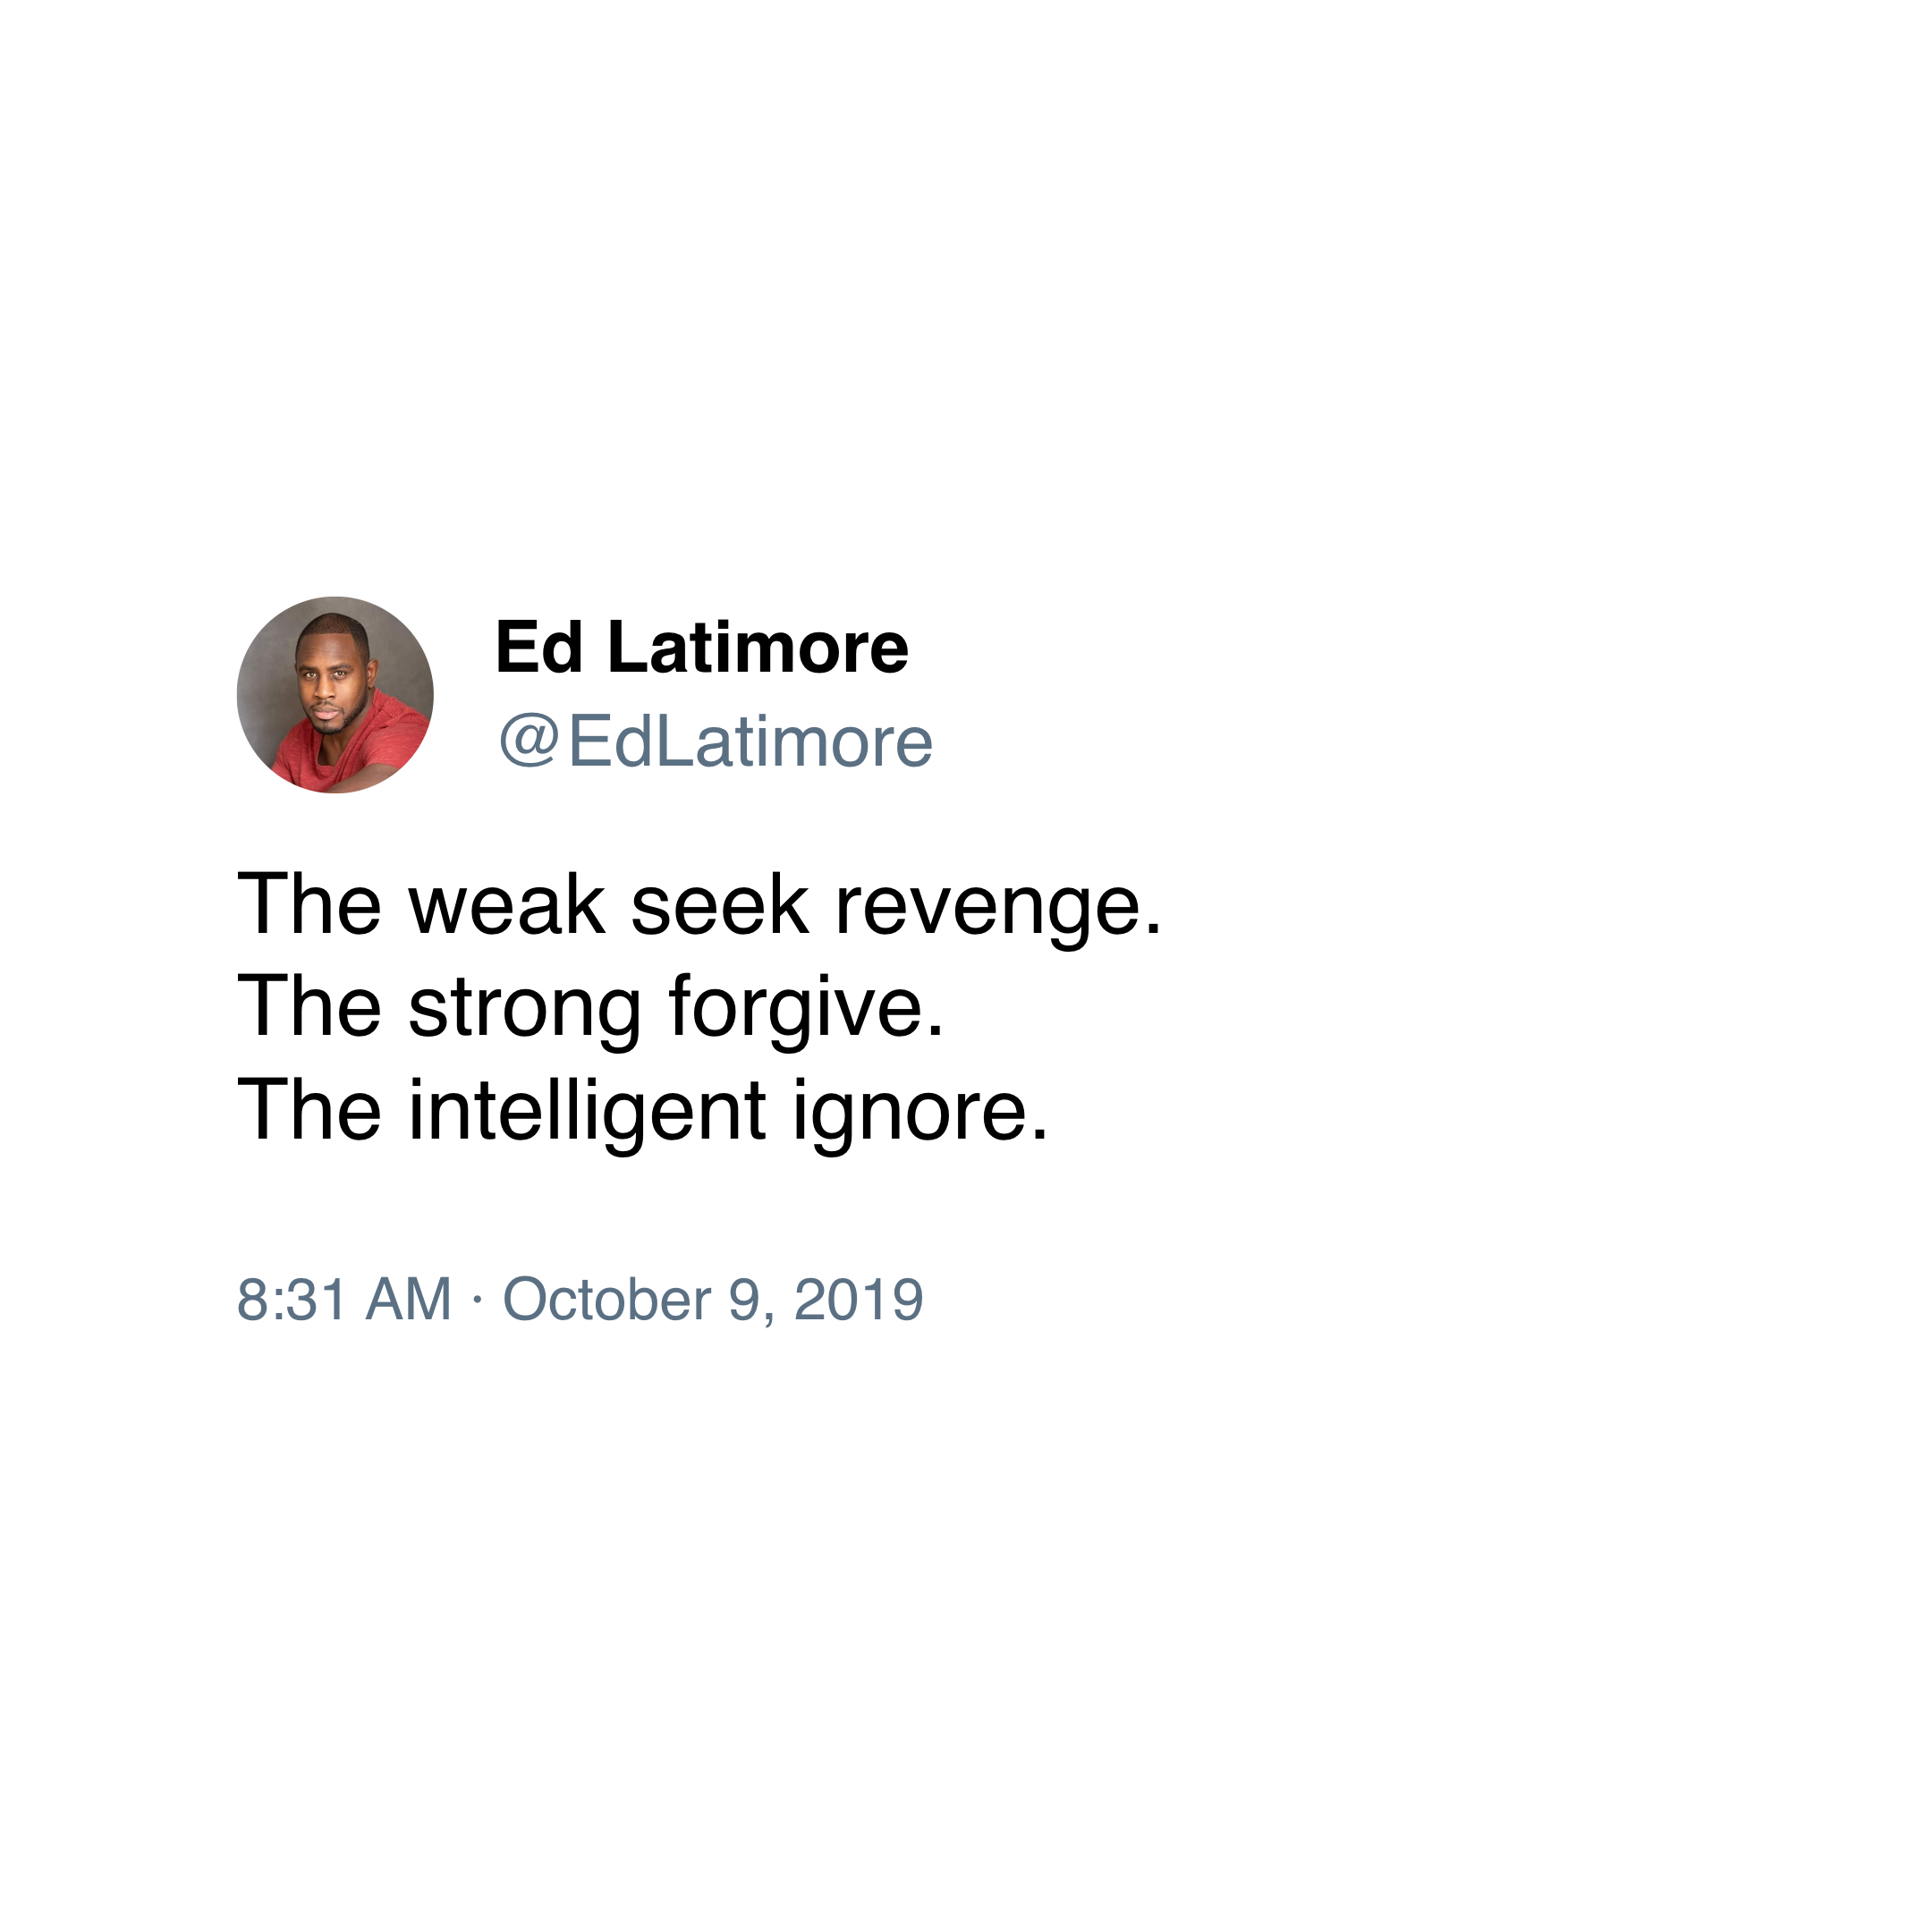 Ed Latimore
@EdLatimore
The weak seek revenge.
The strong forgive.
The intelligent ignore.
8:31 AM · October 9, 2019